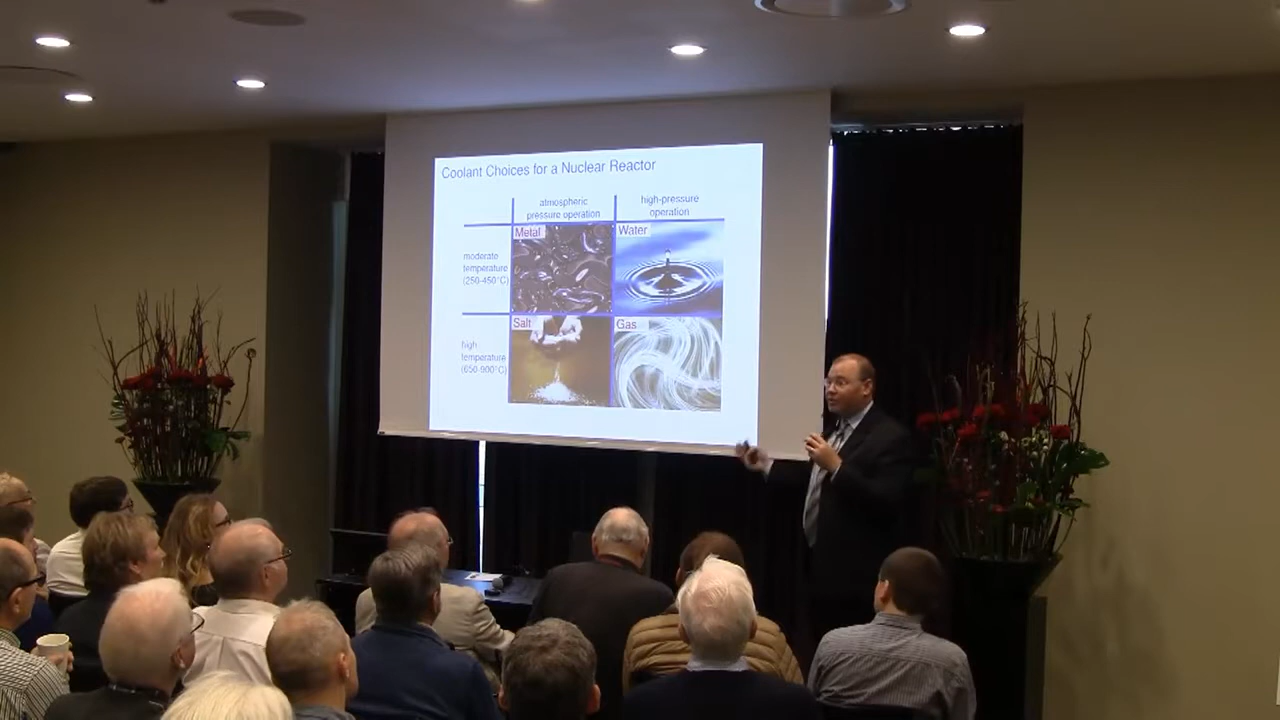 Coolant Choices for a Nuclear Reactor
atmospheric
pressure operation
high-pressure
operation
Metal
Water
moderate
temperature
(250-450°C)
Salt
Gas
high
temperature
(650-900°C)